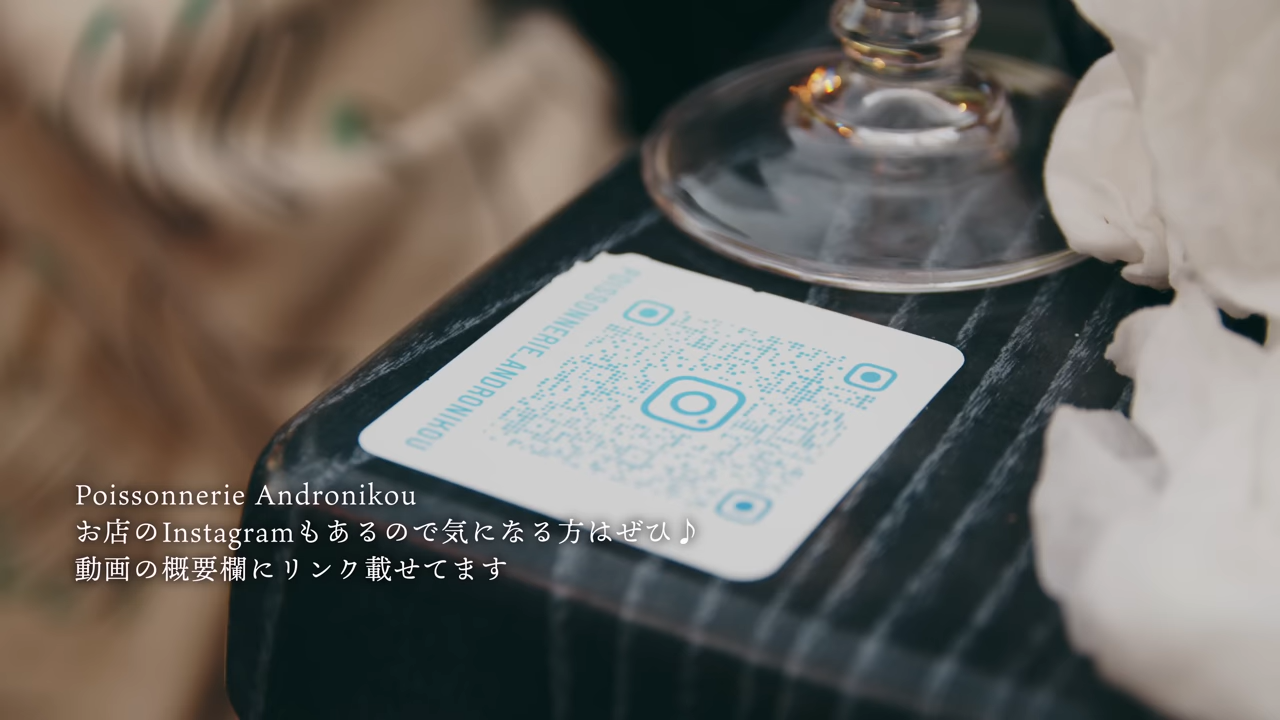 POISSONNERIE.ANDRONIKOU
Poissonnerie Andronikou
お店のInstagramもあるので気になる方はぜひ♪
動画の概要欄にリンク載せてます